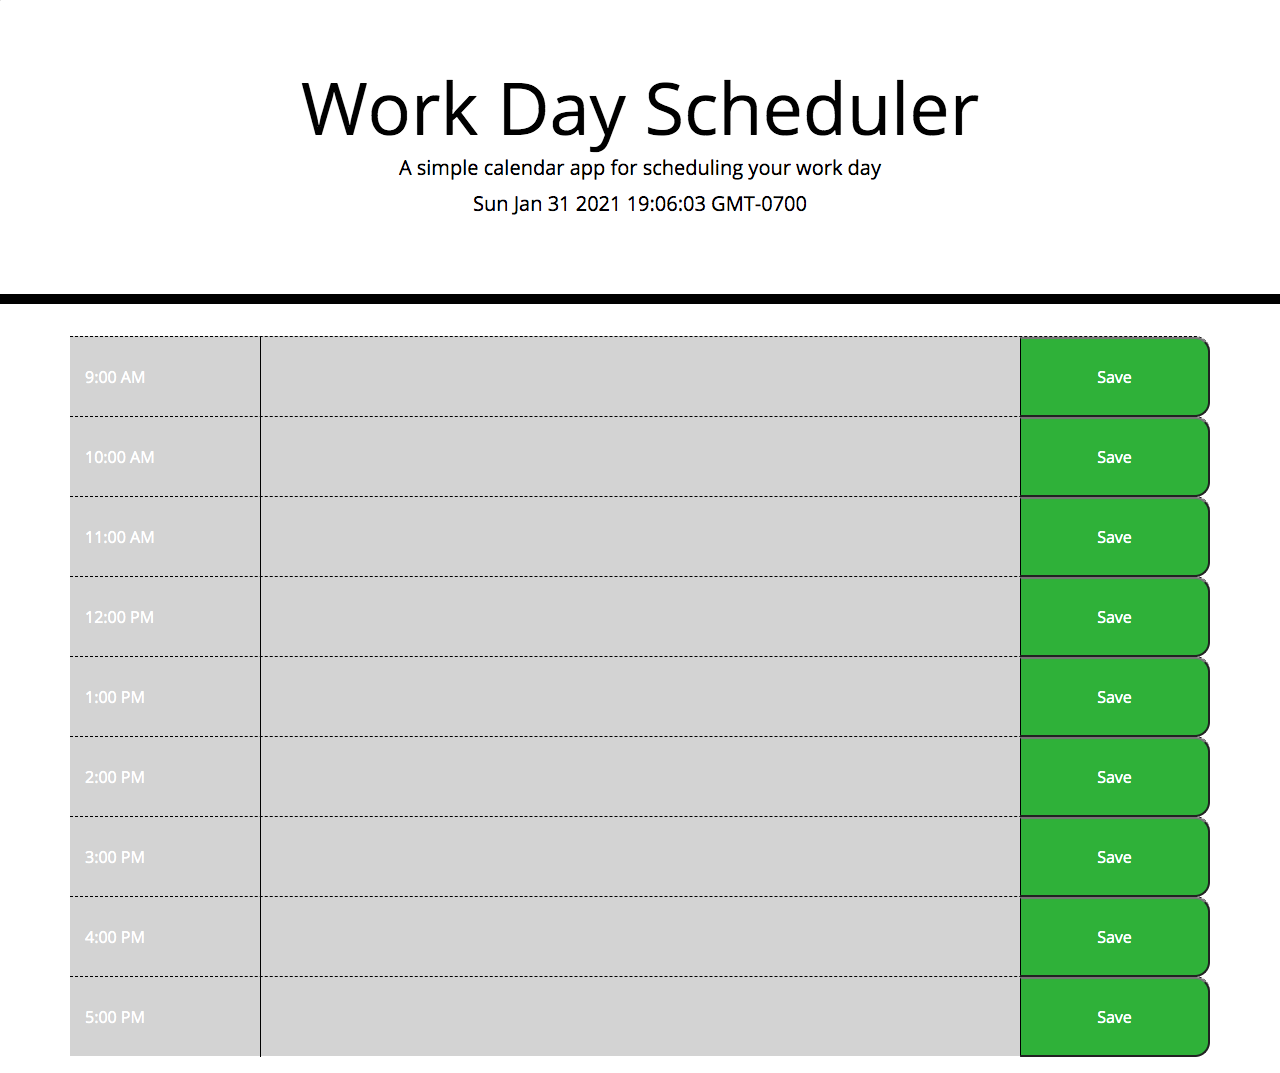 Work Day Scheduler
A simple calendar app for scheduling your work day
Sun Jan 31 2021 19:06:03 GMT-0700
9:00 AM Save
10:00 AM Save
11:00 AM Save
12:00 PM Save
1:00 PM Save
2:00 PM Save
3:00 PM Save
4:00 PM Save
5:00 PM Save